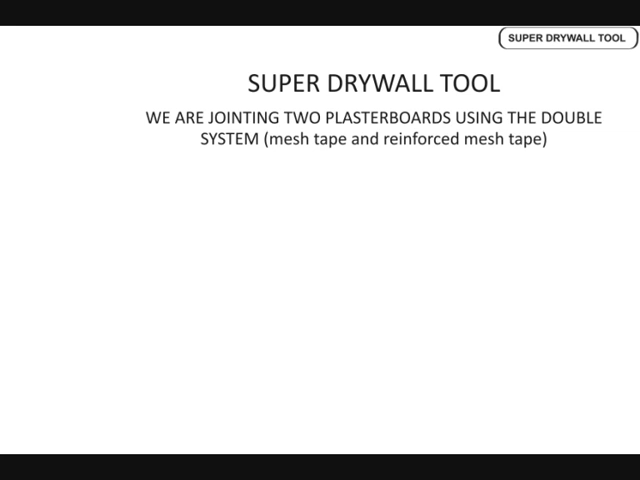 SUPER DRYWALL TOOL
SUPER DRYWALL TOOL
WE ARE JOINTING TWO PLASTERBOARDS USING THE DOUBLE
SYSTEM (mesh tape and reinforced mesh tape)